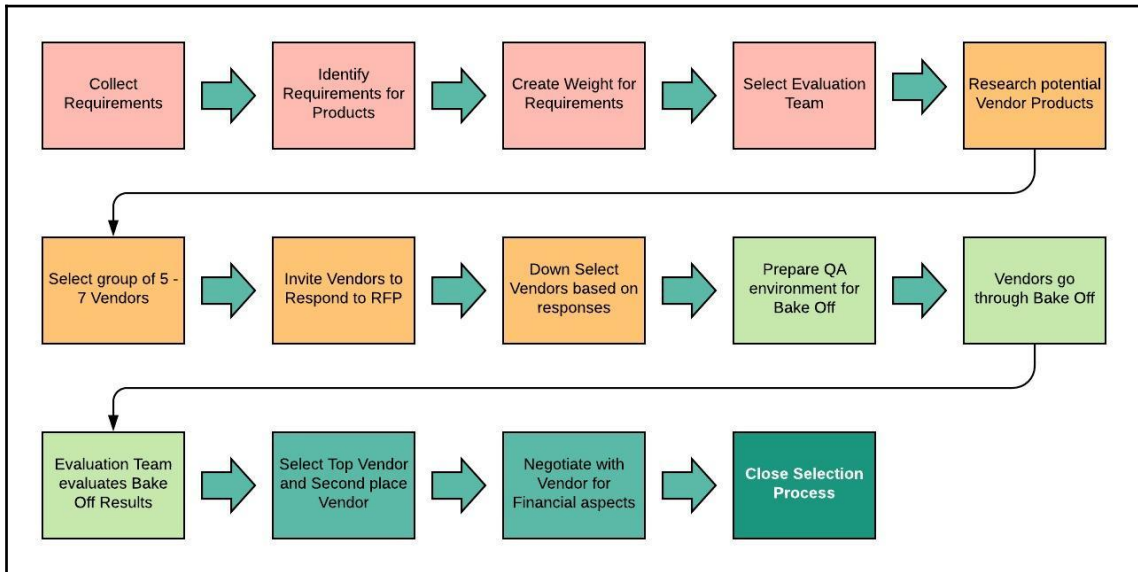 Collect
Requirements
Identify
Requirements for
Products
Create Weight for
Requirements
Select Evaluation
Team
Research potential
Vendor Products
Select group of 5 -
7 Vendors
Invite Vendors to
Respond to RFP
Down Select
Vendors based on
responses
Prepare QA
environment for
Bake Off
Vendors go
through Bake Off
Evaluation Team
evaluates Bake
Off Results
Select Top Vendor
and Second place
Vendor
Negotiate with
Vendor for
Financial aspects
Close Selection
Process